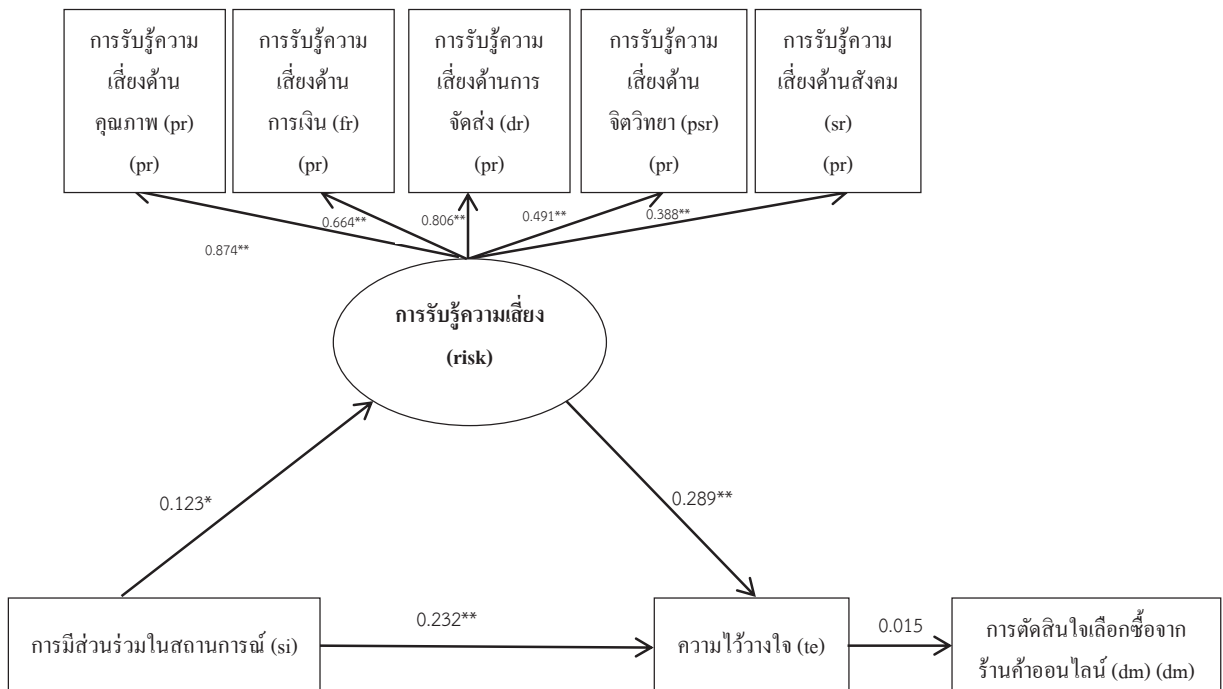 การรับรู้ความ
เสี่ยงด้าน
คุณภาพ (pr)
(pr)
การรับรู้ความ
เสี่ยงด้าน
การเงิน (fr)
(pr)
การรับรู้ความ
เสี่ยงด้านการ
จัดส่ง (dr)
(pr)
การรับรู้ความ
เสี่ยงด้าน
จิตวิทยา (psr)
(pr)
การรับรู้ความ
เสี่ยงด้านสังคม
(sr)
(pr)
0.874**
0.664**
0.806**
0.491**
0.388**
การรับรู้ความเสี่ยง
(risk)
0.123*
0.289**
การมีส่วนร่วมในสถานการณ์ (si)
0.232**
ความไว้วางใจ (te)
0.015
การตัดสินใจเลือกซื้อจาก
ร้านค้าออนไลน์ (dm) (dm)